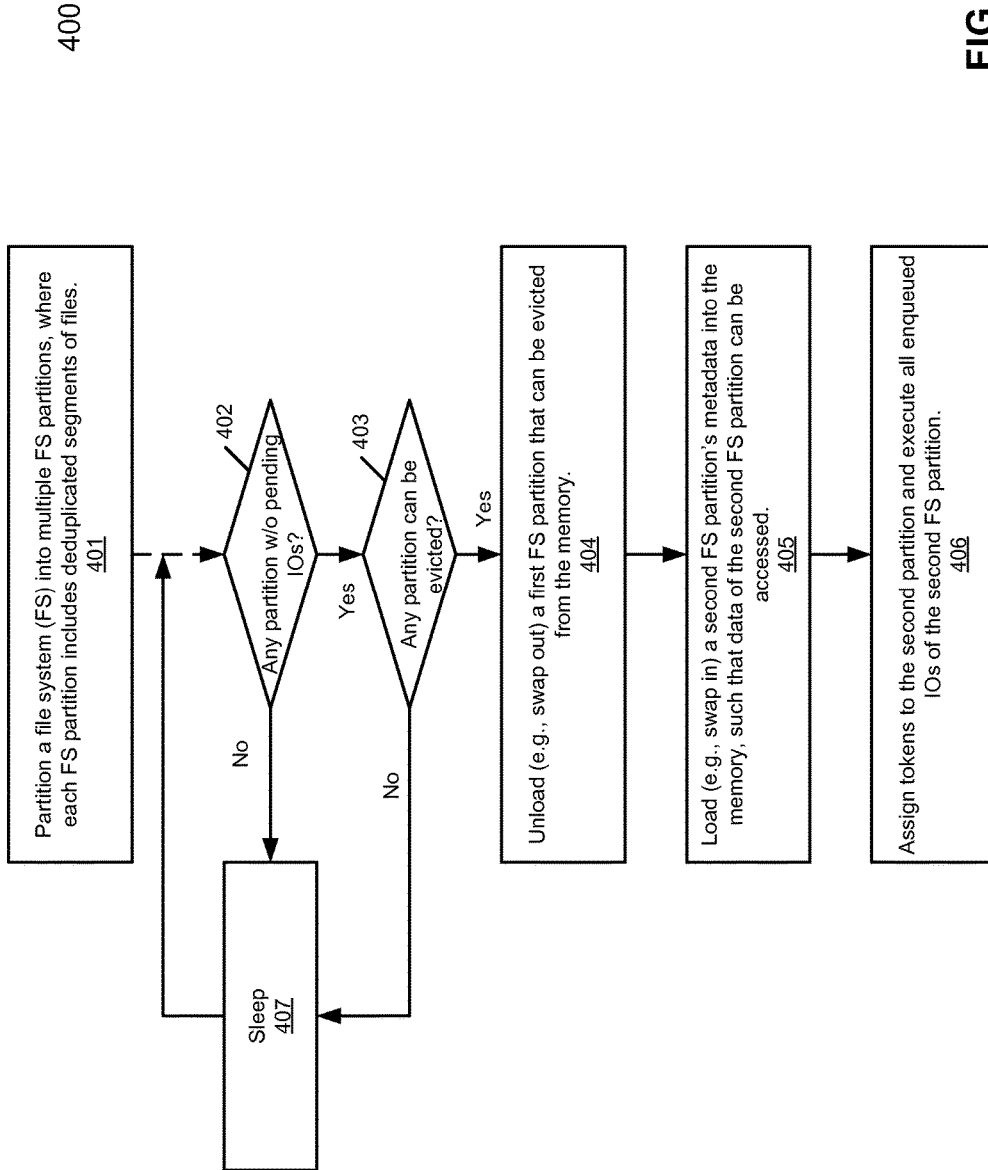 400
Partition a file system (FS) into multiple FS partitions, where
each FS partition includes deduplicated segments of files.
401
402
Any partition w/o pending
IOs?
No
Yes
403
Any partition can be
evicted?
No
Yes
Sleep
407
Unload (e.g., swap out) a first FS partition that can be evicted
from the memory.
404
Load (e.g., swap in) a second FS partition's metadata into the
memory, such that data of the second FS partition can be
accessed.
405
Assign tokens to the second partition and execute all enqueued
IOs of the second FS partition.
406
FIG